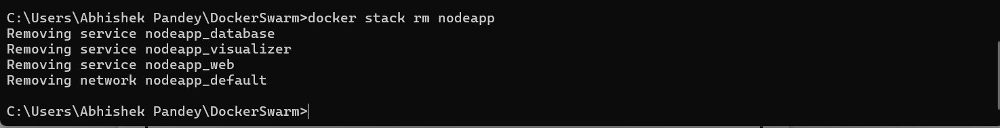 C:\Users\Abhishek Pandey\DockerSwarm>docker stack rm nodeapp
Removing service nodeapp_database
Removing service nodeapp_visualizer
Removing service nodeapp_web
Removing network nodeapp_default
C:\Users\Abhishek Pandey\DockerSwarm>